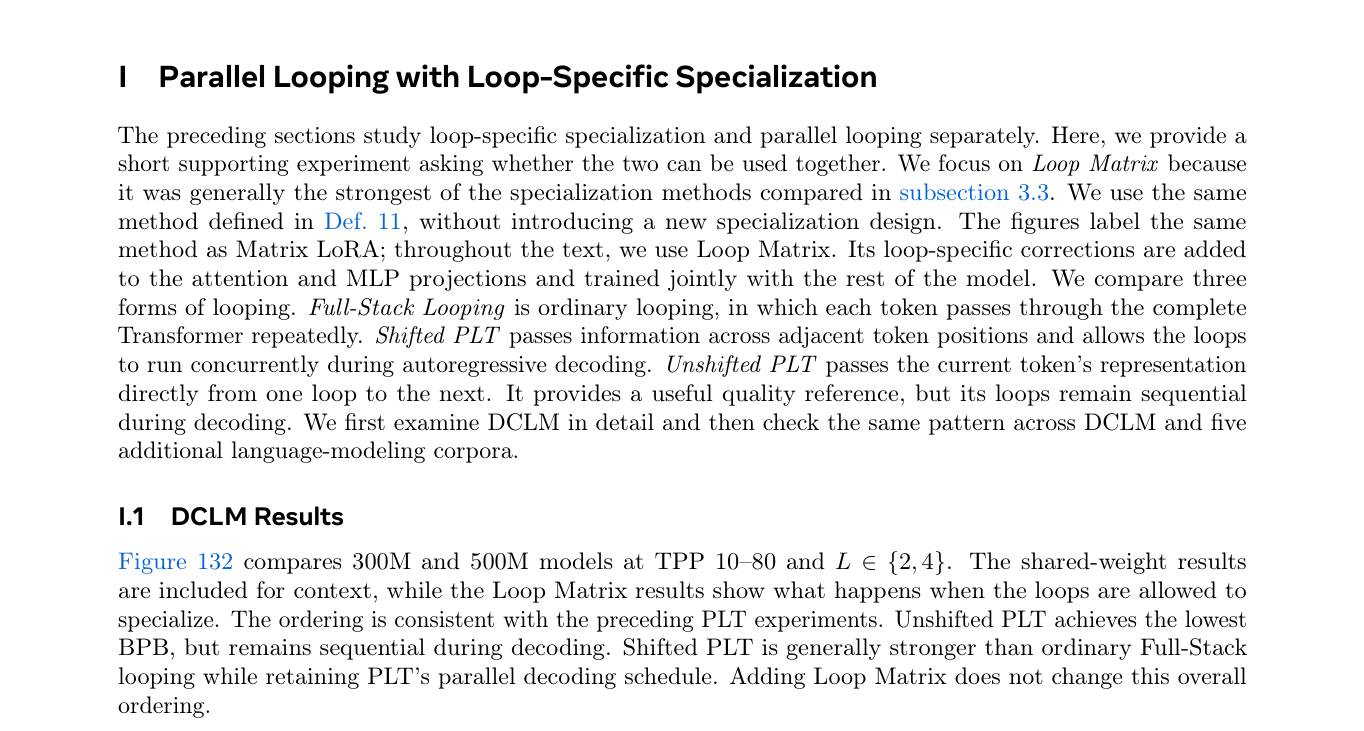 I Parallel Looping with Loop-Specific Specialization
The preceding sections study loop-specific specialization and parallel looping separately. Here, we provide a
short supporting experiment asking whether the two can be used together. We focus on Loop Matrix because
it was generally the strongest of the specialization methods compared in subsection 3.3. We use the same
method defined in Def. 11, without introducing a new specialization design. The figures label the same
method as Matrix LoRA; throughout the text, we use Loop Matrix. Its loop-specific corrections are added
to the attention and MLP projections and trained jointly with the rest of the model. We compare three
forms of looping. Full-Stack Looping is ordinary looping, in which each token passes through the complete
Transformer repeatedly. Shifted PLT passes information across adjacent token positions and allows the loops
to run concurrently during autoregressive decoding. Unshifted PLT passes the current token's representation
directly from one loop to the next. It provides a useful quality reference, but its loops remain sequential
during decoding. We first examine DCLM in detail and then check the same pattern across DCLM and five
additional language-modeling corpora.
I.1 DCLM Results
Figure 132 compares 300M and 500M models at TPP 10–80 and L ∈ {2, 4}. The shared-weight results
are included for context, while the Loop Matrix results show what happens when the loops are allowed to
specialize. The ordering is consistent with the preceding PLT experiments. Unshifted PLT achieves the lowest
BPB, but remains sequential during decoding. Shifted PLT is generally stronger than ordinary Full-Stack
looping while retaining PLT's parallel decoding schedule. Adding Loop Matrix does not change this overall
ordering.